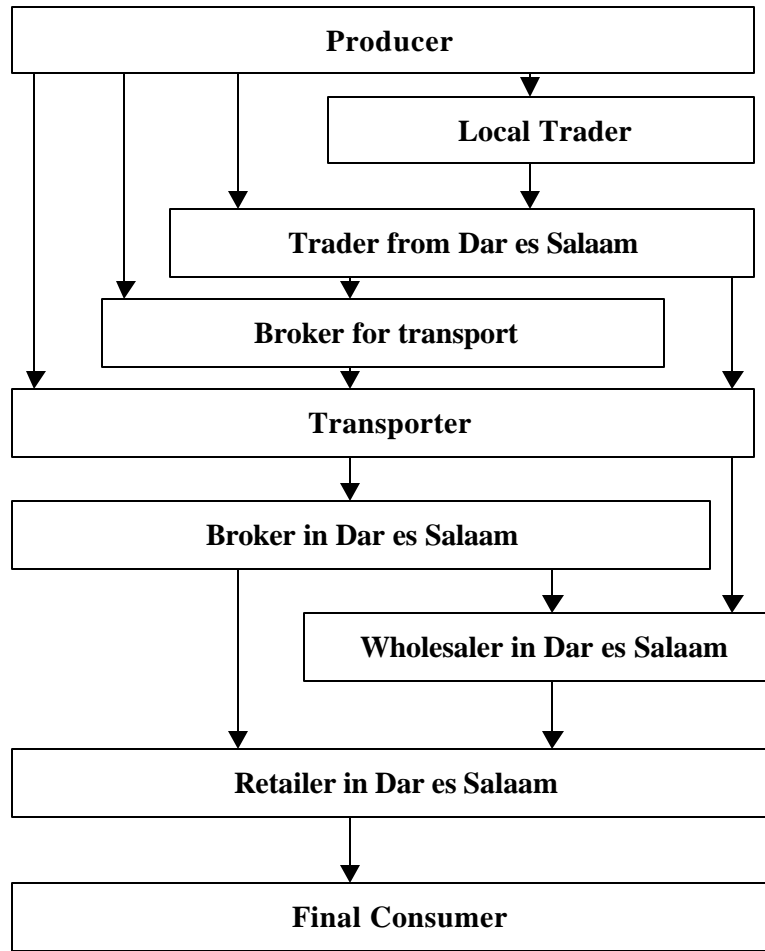 Producer
Local Trader
Trader from Dar es Salaam
Broker for transport
Transporter
Broker in Dar es Salaam
Wholesaler in Dar es Salaam
Retailer in Dar es Salaam
Final Consumer